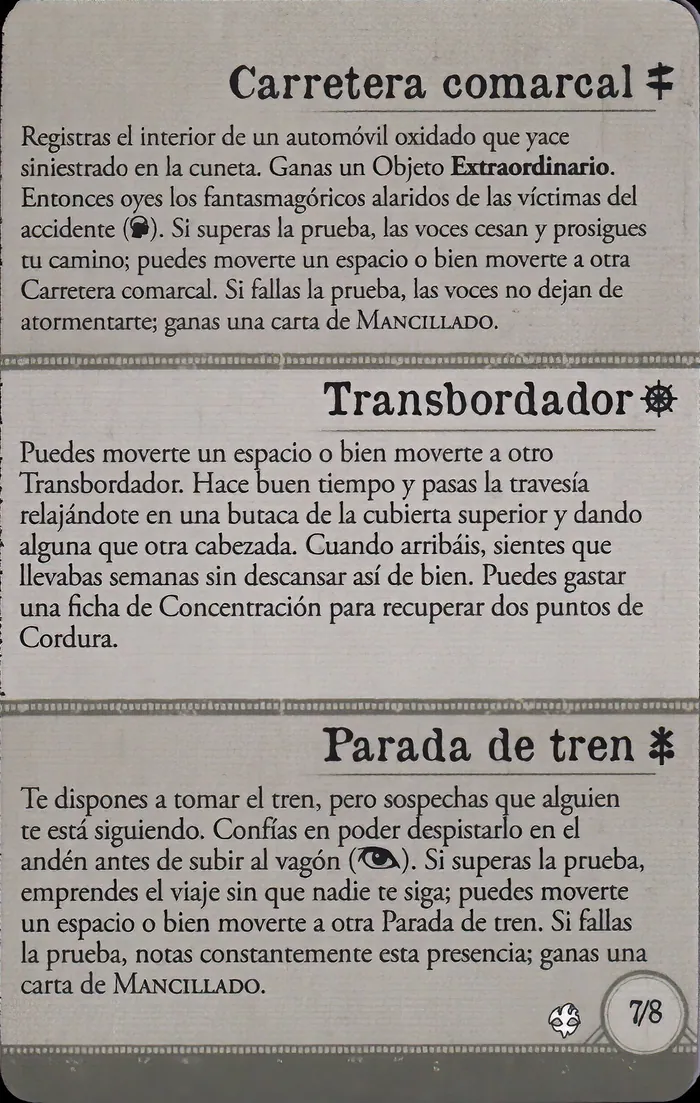 Carretera comarcal
Registras el interior de un automóvil oxidado que yace
siniestrado en la cuneta. Ganas un Objeto Extraordinario.
Entonces oyes los fantasmagóricos alaridos de las víctimas del
accidente (). Si superas la prueba, las voces cesan y prosigues
tu camino; puedes moverte un espacio o bien moverte a otra
Carretera comarcal. Si fallas la prueba, las voces no dejan de
atormentarte; ganas una carta de MANCILLADO.
Transbordador
Puedes moverte un espacio o bien moverte a otro
Transbordador. Hace buen tiempo y pasas la travesía
relajándote en una butaca de la cubierta superior y dando
alguna que otra cabezada. Cuando arribáis, sientes que
llevabas semanas sin descansar así de bien. Puedes gastar
una ficha de Concentración para recuperar dos puntos de
Cordura.
Parada de tren
Te dispones a tomar el tren, pero sospechas que alguien
te está siguiendo. Confías en poder despistarlo en el
andén antes de subir al vagón (). Si superas la prueba,
emprendes el viaje sin que nadie te siga; puedes moverte
un espacio o bien moverte a otra Parada de tren. Si fallas
la prueba, notas constantemente esta presencia; ganas una
carta de MANCILLADO.
7/8